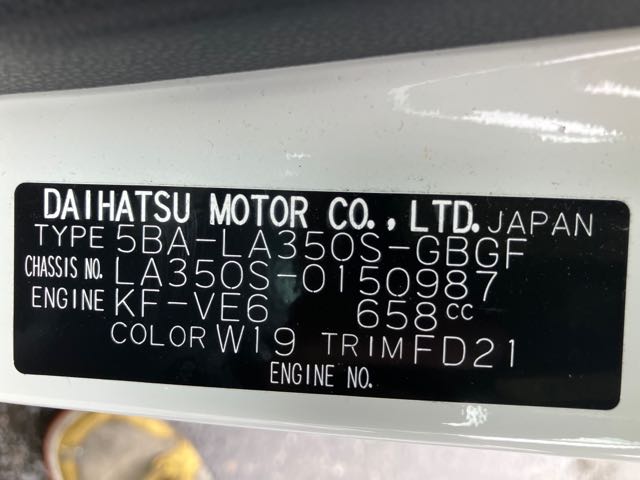 DAIHATSU MOTOR CO., LTD. JAPAN
TYPE 5BA-LA350S-GBGF
CHASSIS NO. LA350S-0150987
ENGINE KF-VE6 658cc
COLOR W19 TRIM FD21
ENGINE NO.